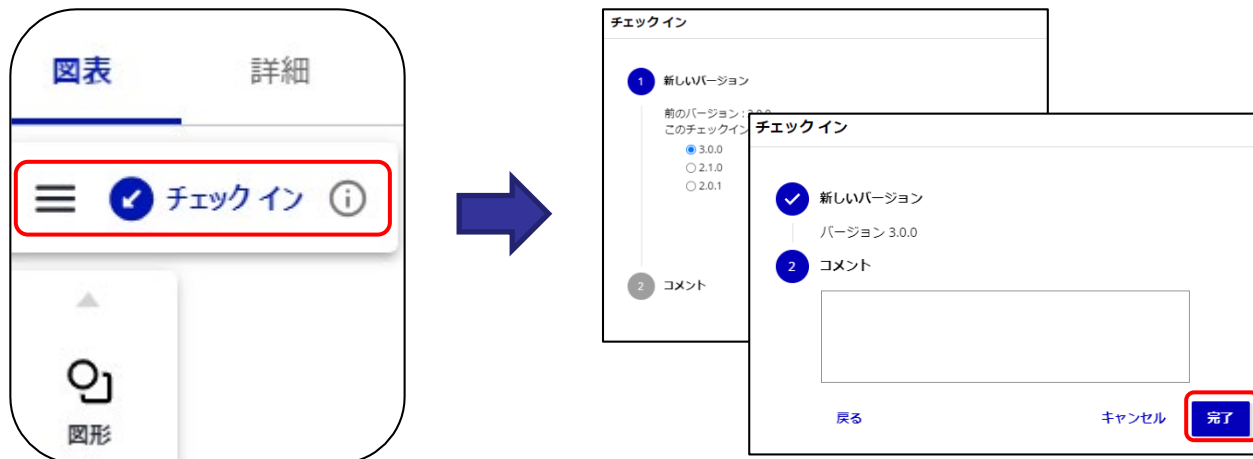 図表
詳細
チェック イン
図形
チェック イン
1 新しいバージョン
前のバージョン :
このチェックイン
3.0.0
2.1.0
2.0.1
2 コメント
チェック イン
新しいバージョン
バージョン 3.0.0
2 コメント
戻る
キャンセル
完了